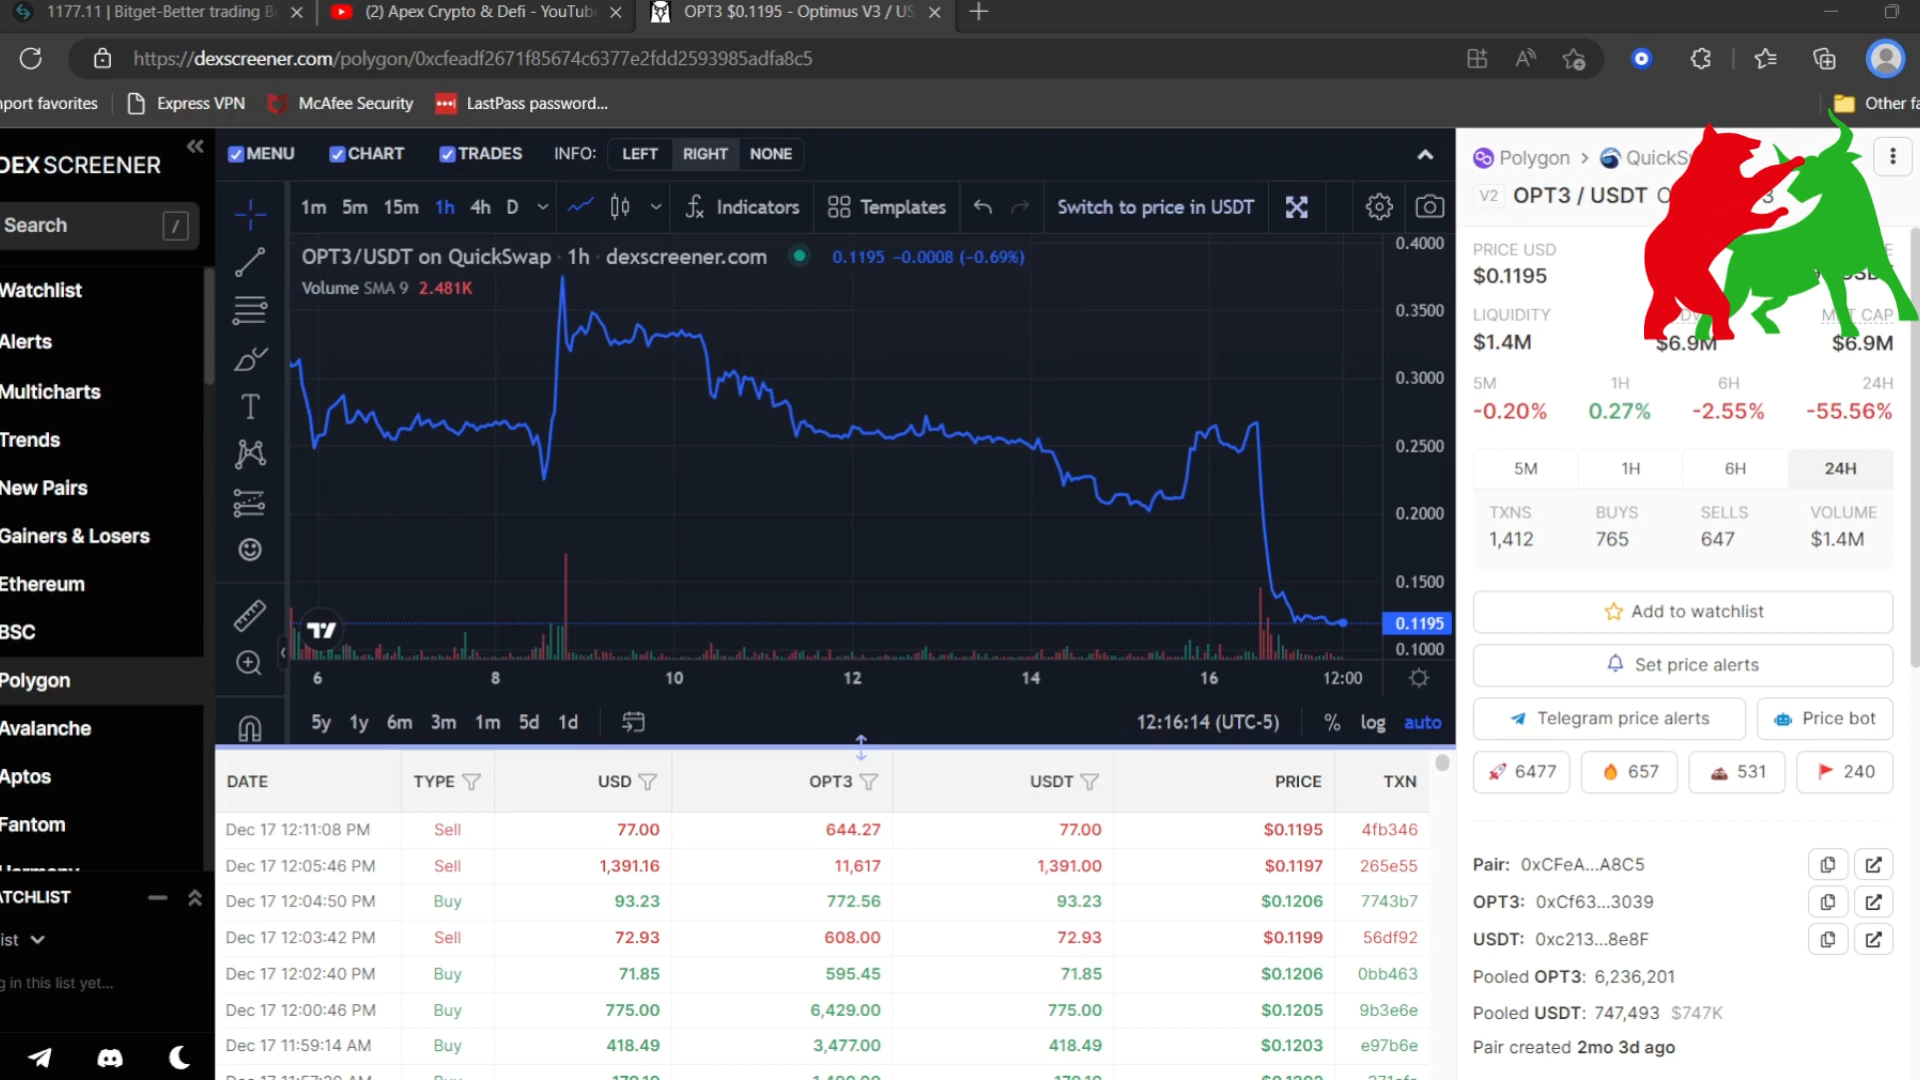 1177.11 | Bitget-Better trading B
(2) Apex Crypto & Defi - YouTub
OPT3 $0.1195 - Optimus V3 / US
https://dexscreener.com/polygon/0xcfeadf2671f85674c6377e2fdd2593985adfa8c5
port favorites
Express VPN
McAfee Security
LastPass password...
Other fa
DEX SCREENER
Search /
Watchlist
Alerts
Multicharts
Trends
New Pairs
Gainers & Losers
Ethereum
BSC
Polygon
Avalanche
Aptos
Fantom
ATCHLIST
ist
g in this list yet...
MENU CHART TRADES INFO: LEFT RIGHT NONE
1m 5m 15m 1h 4h D Indicators Templates Switch to price in USDT
OPT3/USDT on QuickSwap · 1h · dexscreener.com 0.1195 -0.0008 (-0.69%)
Volume SMA 9 2.481K
0.4000
0.3500
0.3000
0.2500
0.2000
0.1500
0.1195
0.1000
6 8 10 12 14 16 12:00
5y 1y 6m 3m 1m 5d 1d 12:16:14 (UTC-5) % log auto
DATE TYPE USD OPT3 USDT PRICE TXN
Dec 17 12:11:08 PM Sell 77.00 644.27 77.00 $0.1195 4fb346
Dec 17 12:05:46 PM Sell 1,391.16 11,617 1,391.00 $0.1197 265e55
Dec 17 12:04:50 PM Buy 93.23 772.56 93.23 $0.1206 7743b7
Dec 17 12:03:42 PM Sell 72.93 608.00 72.93 $0.1199 56df92
Dec 17 12:02:40 PM Buy 71.85 595.45 71.85 $0.1206 0bb463
Dec 17 12:00:46 PM Buy 775.00 6,429.00 775.00 $0.1205 9b3e6e
Dec 17 11:59:14 AM Buy 418.49 3,477.00 418.49 $0.1203 e97b6e
Polygon > QuickSw
V2 OPT3 / USDT
PRICE USD
$0.1195
LIQUIDITY
MKT CAP
$1.4M $6.9M $6.9M
5M 1H 6H 24H
-0.20% 0.27% -2.55% -55.56%
5M 1H 6H 24H
TXNS BUYS SELLS VOLUME
1,412 765 647 $1.4M
Add to watchlist
Set price alerts
Telegram price alerts
Price bot
6477 657 531 240
Pair: 0xCFeA...A8C5
OPT3: 0xCf63...3039
USDT: 0xc213...8e8F
Pooled OPT3: 6,236,201
Pooled USDT: 747,493 $747K
Pair created 2mo 3d ago